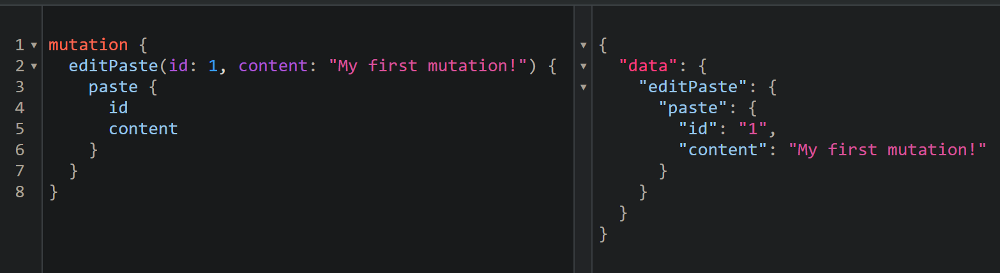 1 ▼ mutation {
2 ▼   editPaste(id: 1, content: "My first mutation!") {
3     paste {
4       id
5       content
6     }
7   }
8 }
▼ {
▼   "data": {
▼     "editPaste": {
      "paste": {
        "id": "1",
        "content": "My first mutation!"
      }
    }
  }
}